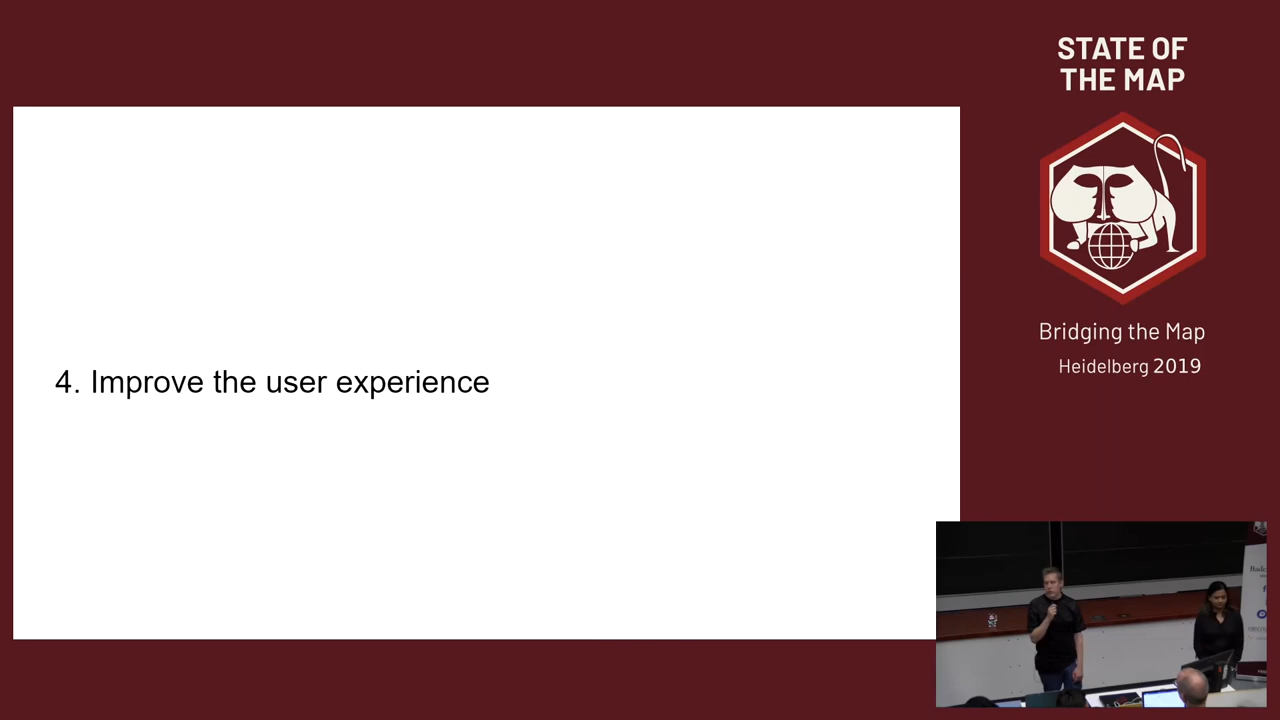 STATE OF
THE MAP
4. Improve the user experience
Bridging the Map
Heidelberg 2019